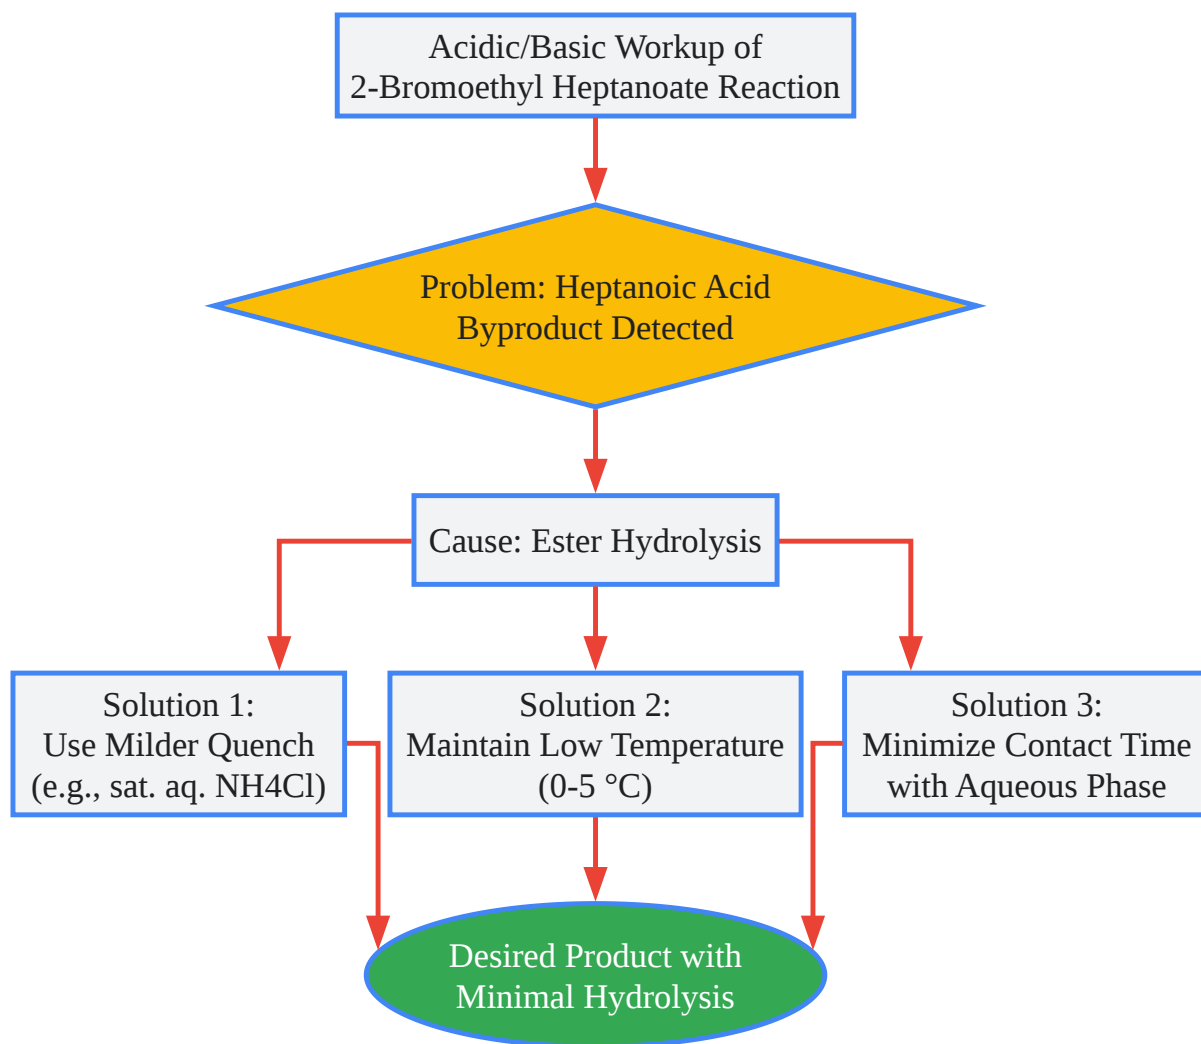 Acidic/Basic Workup of
2-Bromoethyl Heptanoate Reaction
Problem: Heptanoic Acid
Byproduct Detected
Cause: Ester Hydrolysis
Solution 1:
Use Milder Quench
(e.g., sat. aq. NH4Cl)
Solution 2:
Maintain Low Temperature
(0-5 °C)
Solution 3:
Minimize Contact Time
with Aqueous Phase
Desired Product with
Minimal Hydrolysis